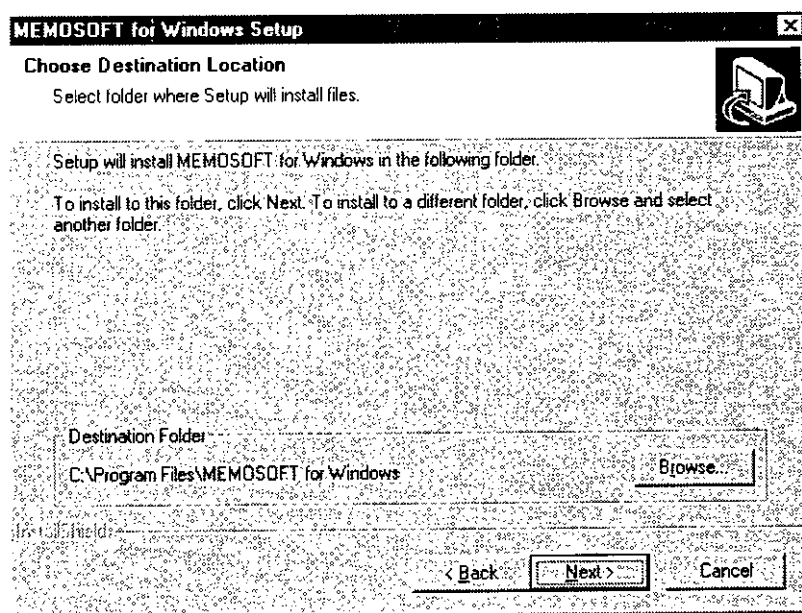 MEMOSOFT for Windows Setup
Choose Destination Location
Select folder where Setup will install files.
Setup will install MEMOSOFT for Windows in the following folder.
To install to this folder, click Next. To install to a different folder, click Browse and select
another folder.
Destination Folder
C:\Program Files\MEMOSOFT for Windows
Browse...
InstallShield
< Back
Next >
Cancel